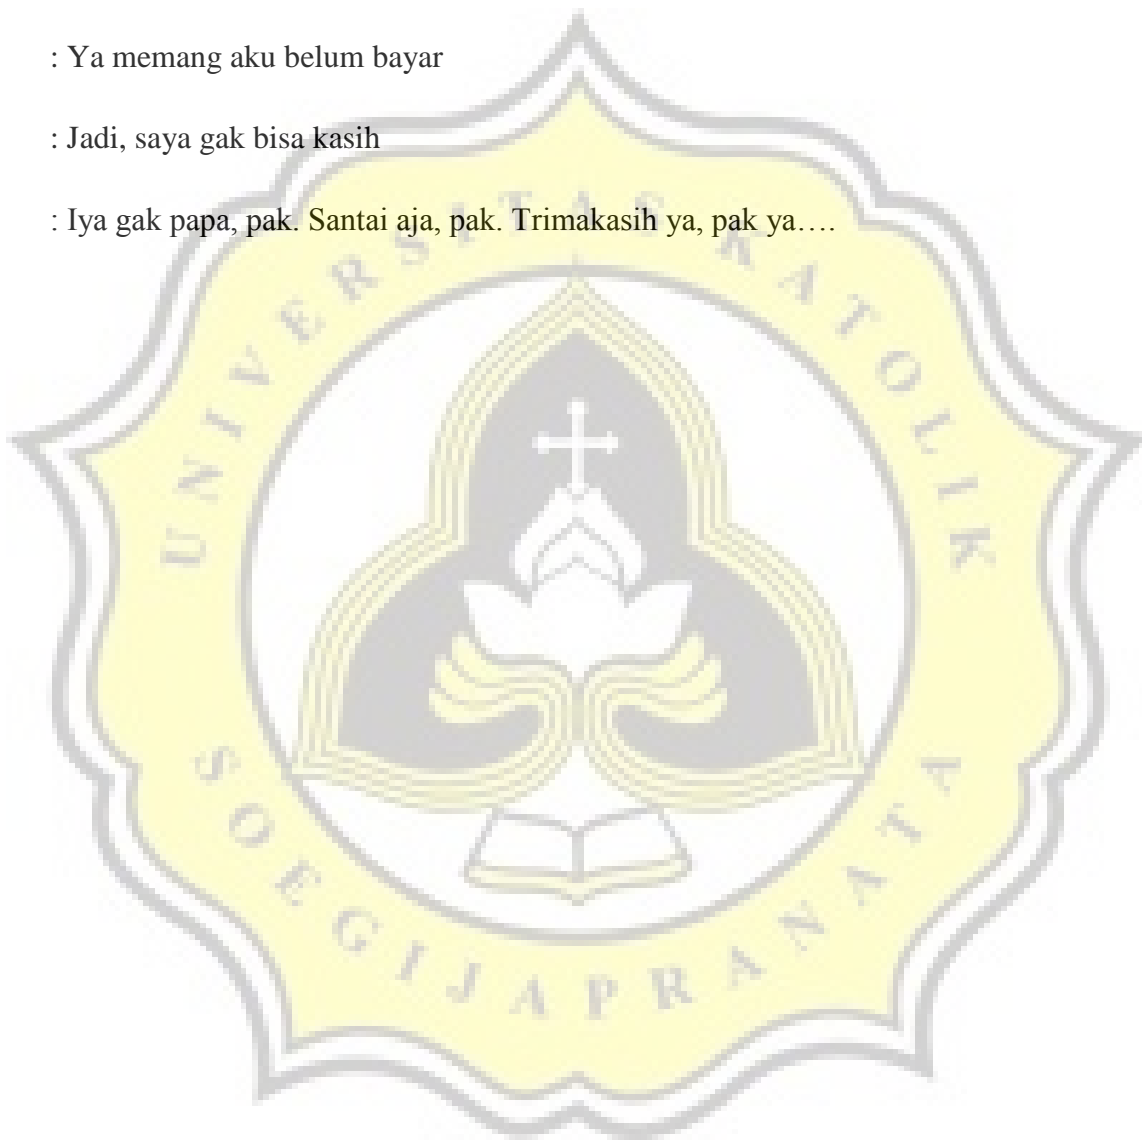 : Ya memang aku belum bayar
: Jadi, saya gak bisa kasih
: Iya gak papa, pak. Santai aja, pak. Trimakasih ya, pak ya….
UNIVERSITAS KATOLIK
SOEGIJAPRANATA